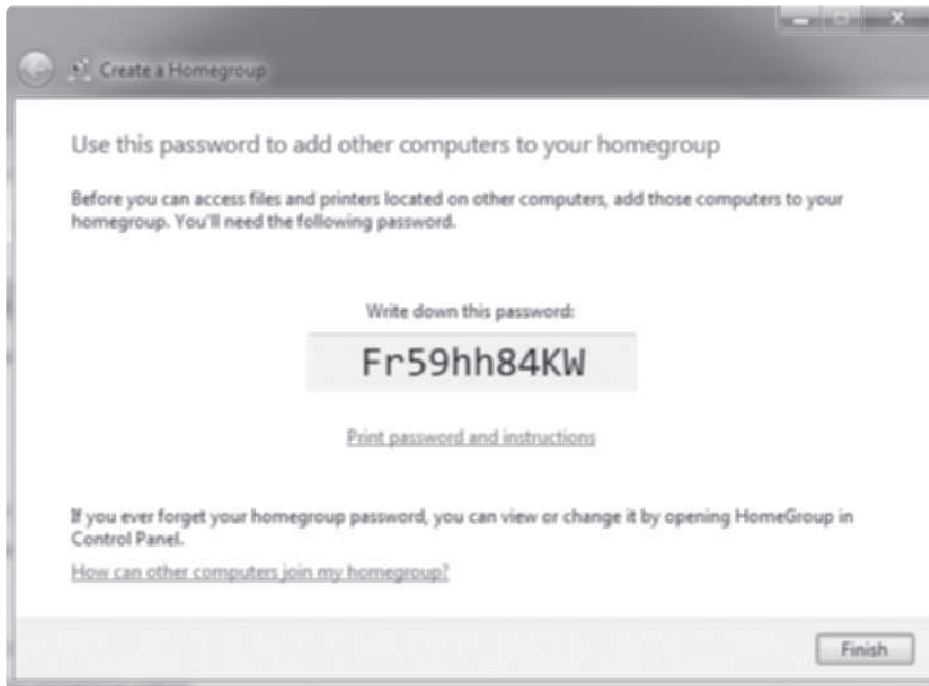 Create a Homegroup
Use this password to add other computers to your homegroup
Before you can access files and printers located on other computers, add those computers to your
homegroup. You'll need the following password.
Write down this password:
Fr59hh84KW
Print password and instructions
If you ever forget your homegroup password, you can view or change it by opening HomeGroup in
Control Panel.
How can other computers join my homegroup?
Finish